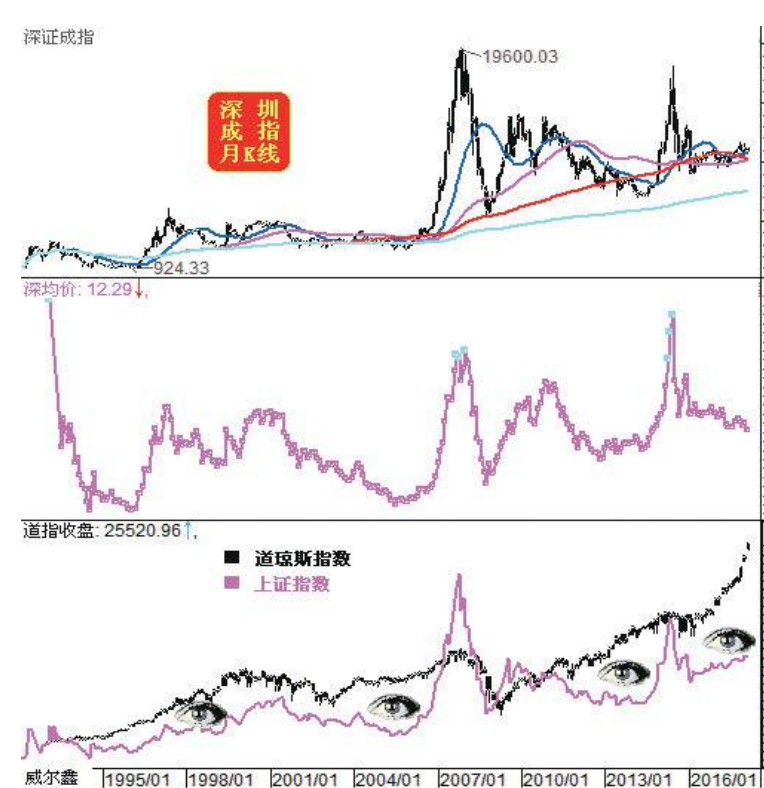 深证成指
19600.03
深 圳
成 指
月K线
924.33
深均价: 12.29↓,
道指收盘: 25520.96↑,
道琼斯指数
上证指数
威尔鑫 1995/01 1998/01 2001/01 2004/01 2007/01 2010/01 2013/01 2016/01